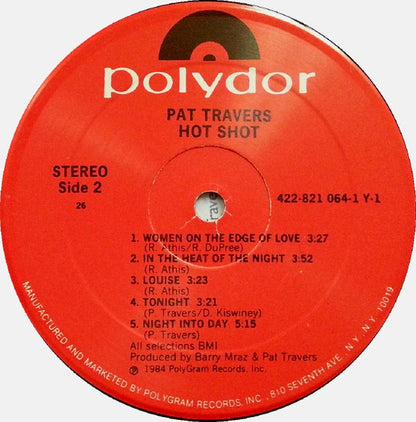 polydor
PAT TRAVERS
HOT SHOT
STEREO
Side 2
26
422-821 064-1 Y-1
1. WOMEN ON THE EDGE OF LOVE 3:27
(R. Athis/R. DuPree)
2. IN THE HEAT OF THE NIGHT 3:52
(R. Athis)
3. LOUISE 3:23
(R. Athis)
4. TONIGHT 3:21
(P. Travers/D. Kiswiney)
5. NIGHT INTO DAY 5:15
(P. Travers)
All selections BMI
Produced by Barry Mraz & Pat Travers
Ⓟ 1984 PolyGram Records, Inc.
MANUFACTURED AND MARKETED BY POLYGRAM RECORDS, INC. 810 SEVENTH AVE. N.Y. N.Y. 10019